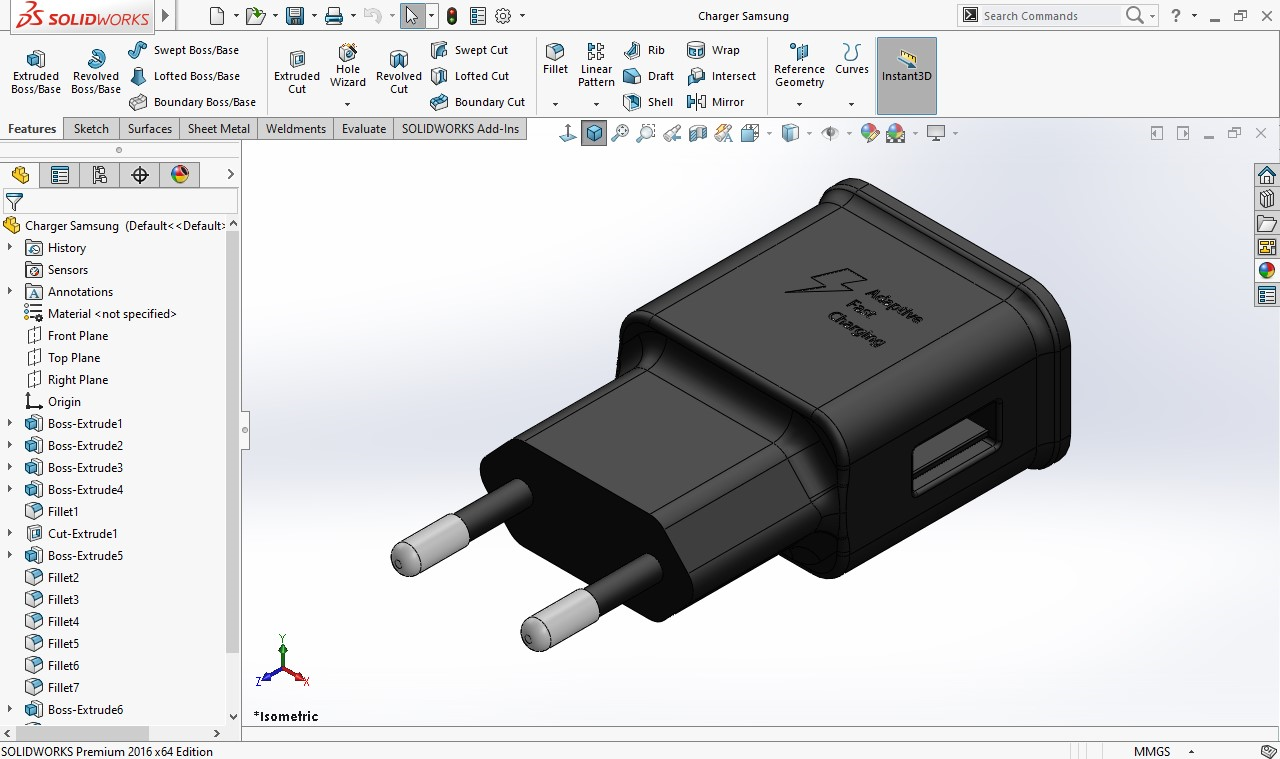 SOLIDWORKS
Charger Samsung
Search Commands
?
Extruded Boss/Base
Revolved Boss/Base
Swept Boss/Base
Lofted Boss/Base
Boundary Boss/Base
Extruded Cut
Hole Wizard
Revolved Cut
Swept Cut
Lofted Cut
Boundary Cut
Fillet
Linear Pattern
Rib
Draft
Shell
Wrap
Intersect
Mirror
Reference Geometry
Curves
Instant3D
Features
Sketch
Surfaces
Sheet Metal
Weldments
Evaluate
SOLIDWORKS Add-Ins
Charger Samsung (Default<<Default>
History
Sensors
Annotations
Material <not specified>
Front Plane
Top Plane
Right Plane
Origin
Boss-Extrude1
Boss-Extrude2
Boss-Extrude3
Boss-Extrude4
Fillet1
Cut-Extrude1
Boss-Extrude5
Fillet2
Fillet3
Fillet4
Fillet5
Fillet6
Fillet7
Boss-Extrude6
Adaptive
Fast
Charging
Y
Z
X
*Isometric
SOLIDWORKS Premium 2016 x64 Edition
MMGS